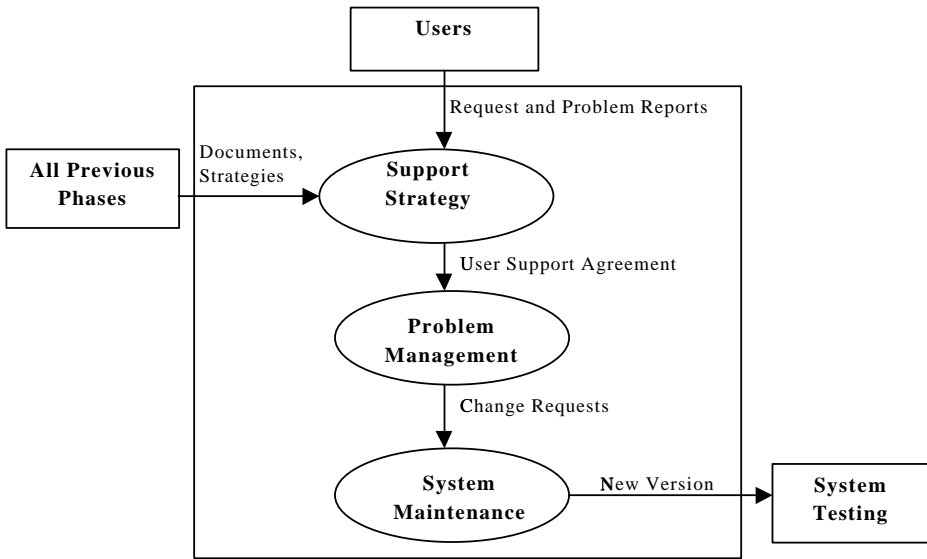 Users
Request and Problem Reports
All Previous
Phases
Documents,
Strategies
Support
Strategy
User Support Agreement
Problem
Management
Change Requests
System
Maintenance
New Version
System
Testing